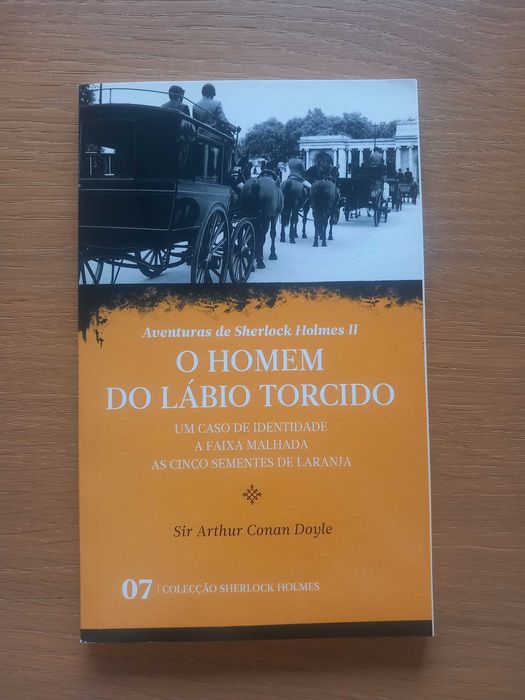 Aventuras de Sherlock Holmes II
O HOMEM
DO LÁBIO TORCIDO
UM CASO DE IDENTIDADE
A FAIXA MALHADA
AS CINCO SEMENTES DE LARANJA
Sir Arthur Conan Doyle
07 | COLECÇÃO SHERLOCK HOLMES